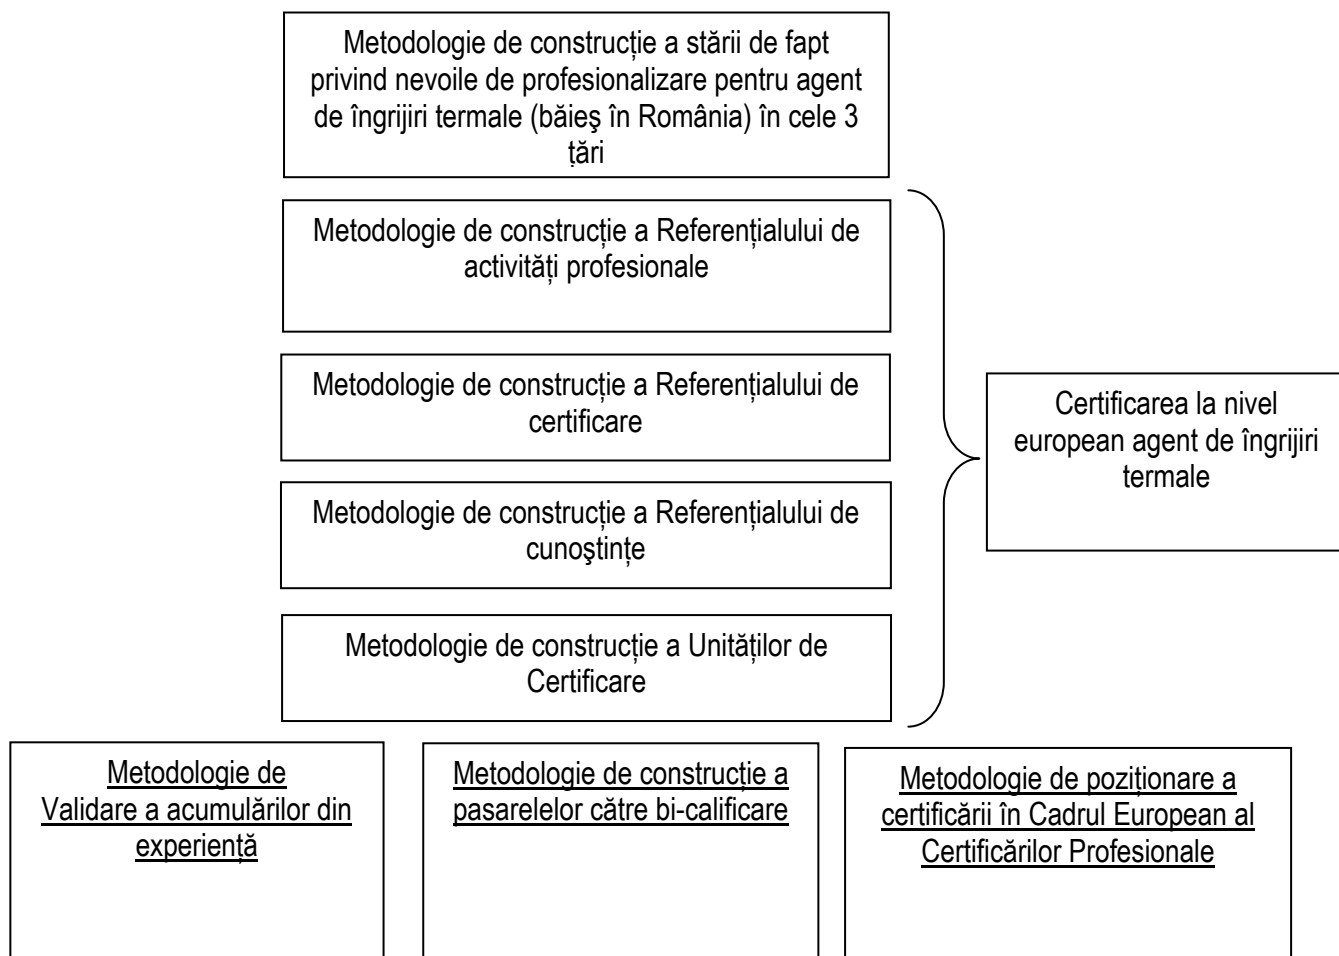 Metodologie de construcție a stării de fapt
privind nevoile de profesionalizare pentru agent
de îngrijiri termale (băieş în România) în cele 3
țări
Metodologie de construcție a Referențialului de
activități profesionale
Metodologie de construcție a Referențialului de
certificare
Metodologie de construcție a Referențialului de
cunoştințe
Metodologie de construcție a Unităților de
Certificare
Certificarea la nivel
european agent de îngrijiri
termale
Metodologie de
Validare a acumulărilor din
experiență
Metodologie de construcție a
pasarelelor către bi-calificare
Metodologie de poziționare a
certificării în Cadrul European al
Certificărilor Profesionale